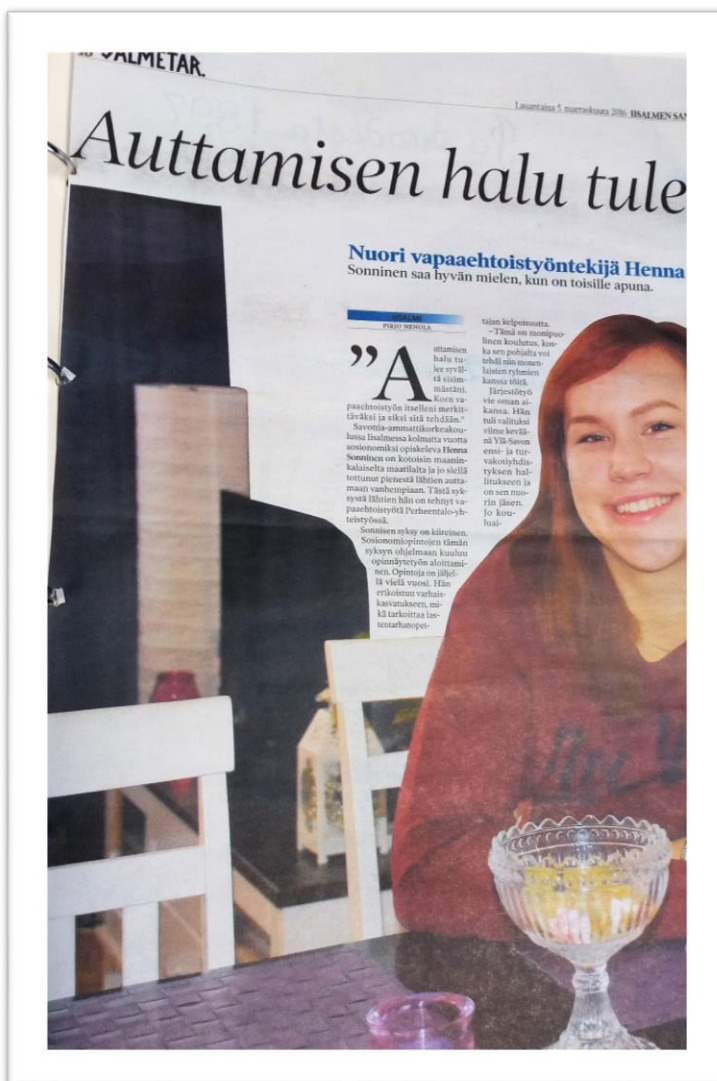 SALMETAR.
Lauantaina 5. marraskuuta 2016 IISALMEN SA
Auttamisen halu tule
Nuori vapaaehtoistyöntekijä Henna
Sonninen saa hyvän mielen, kun on toisille apuna.
IISALMI
PIRJO NENOLA
”Auttamisen
halu tu-
lee syväl-
tä sisim-
mästäni.
Koen va-
paaehtoistyön itselleni merkit-
täväksi ja siksi sitä tehdään."
Savonia-ammattikorkeakou-
lussa Iisalmessa kolmatta vuotta
sosionomiksi opiskeleva Henna
Sonninen on kotoisin maanin-
kalaiselta maatilalta ja jo siellä
tottunut pienestä lähtien autta-
maan vanhempiaan. Tästä syk-
systä lähtien hän on tehnyt va-
paaehtoistyötä Perheentalo-yh-
teistyössä.
Sonnisen syksy on kiireinen.
Sosionomiopintojen tämän
syksyn ohjelmaan kuuluu
opinnäytetyön aloittami-
nen. Opintoja on jäljel-
lä vielä vuosi. Hän
erikoistuu varhais-
kasvatukseen, mi-
kä tarkoittaa las-
tentarhanopet-
tajan kelpoisuutta.
- Tämä on monipuo-
linen koulutus, kos-
ka sen pohjalta voi
tehdä niin monen-
laisten ryhmien
kanssa töitä.
Järjestötyö
vie oman ai-
kansa. Hän
tuli valituksi
viime kevää-
nä Ylä-Savon
ensi- ja tur-
vakotiyhdis-
tyksen hal-
litukseen ja
on sen nuo-
rin jäsen.
Jo kou-
luai-